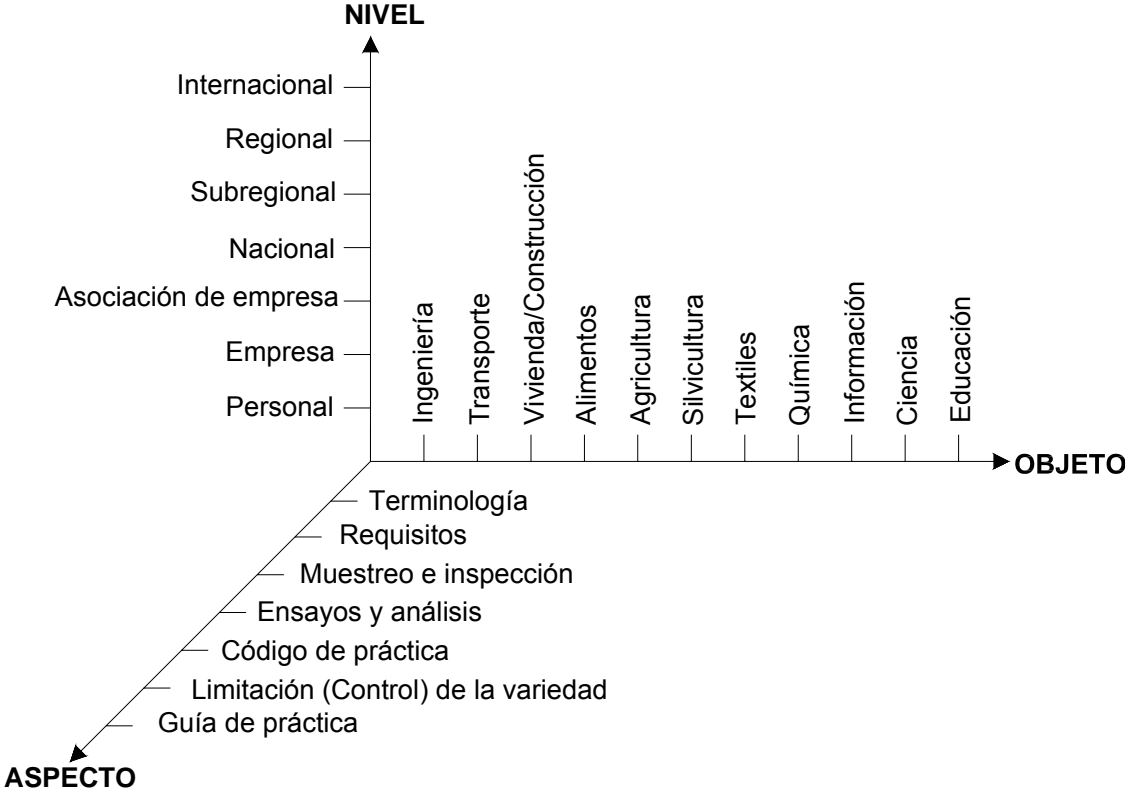 NIVEL
Internacional
Regional
Subregional
Nacional
Asociación de empresa
Empresa
Personal
Ingeniería
Transporte
Vivienda/Construcción
Alimentos
Agricultura
Silvicultura
Textiles
Química
Información
Ciencia
Educación
OBJETO
Terminología
Requisitos
Muestreo e inspección
Ensayos y análisis
Código de práctica
Limitación (Control) de la variedad
Guía de práctica
ASPECTO